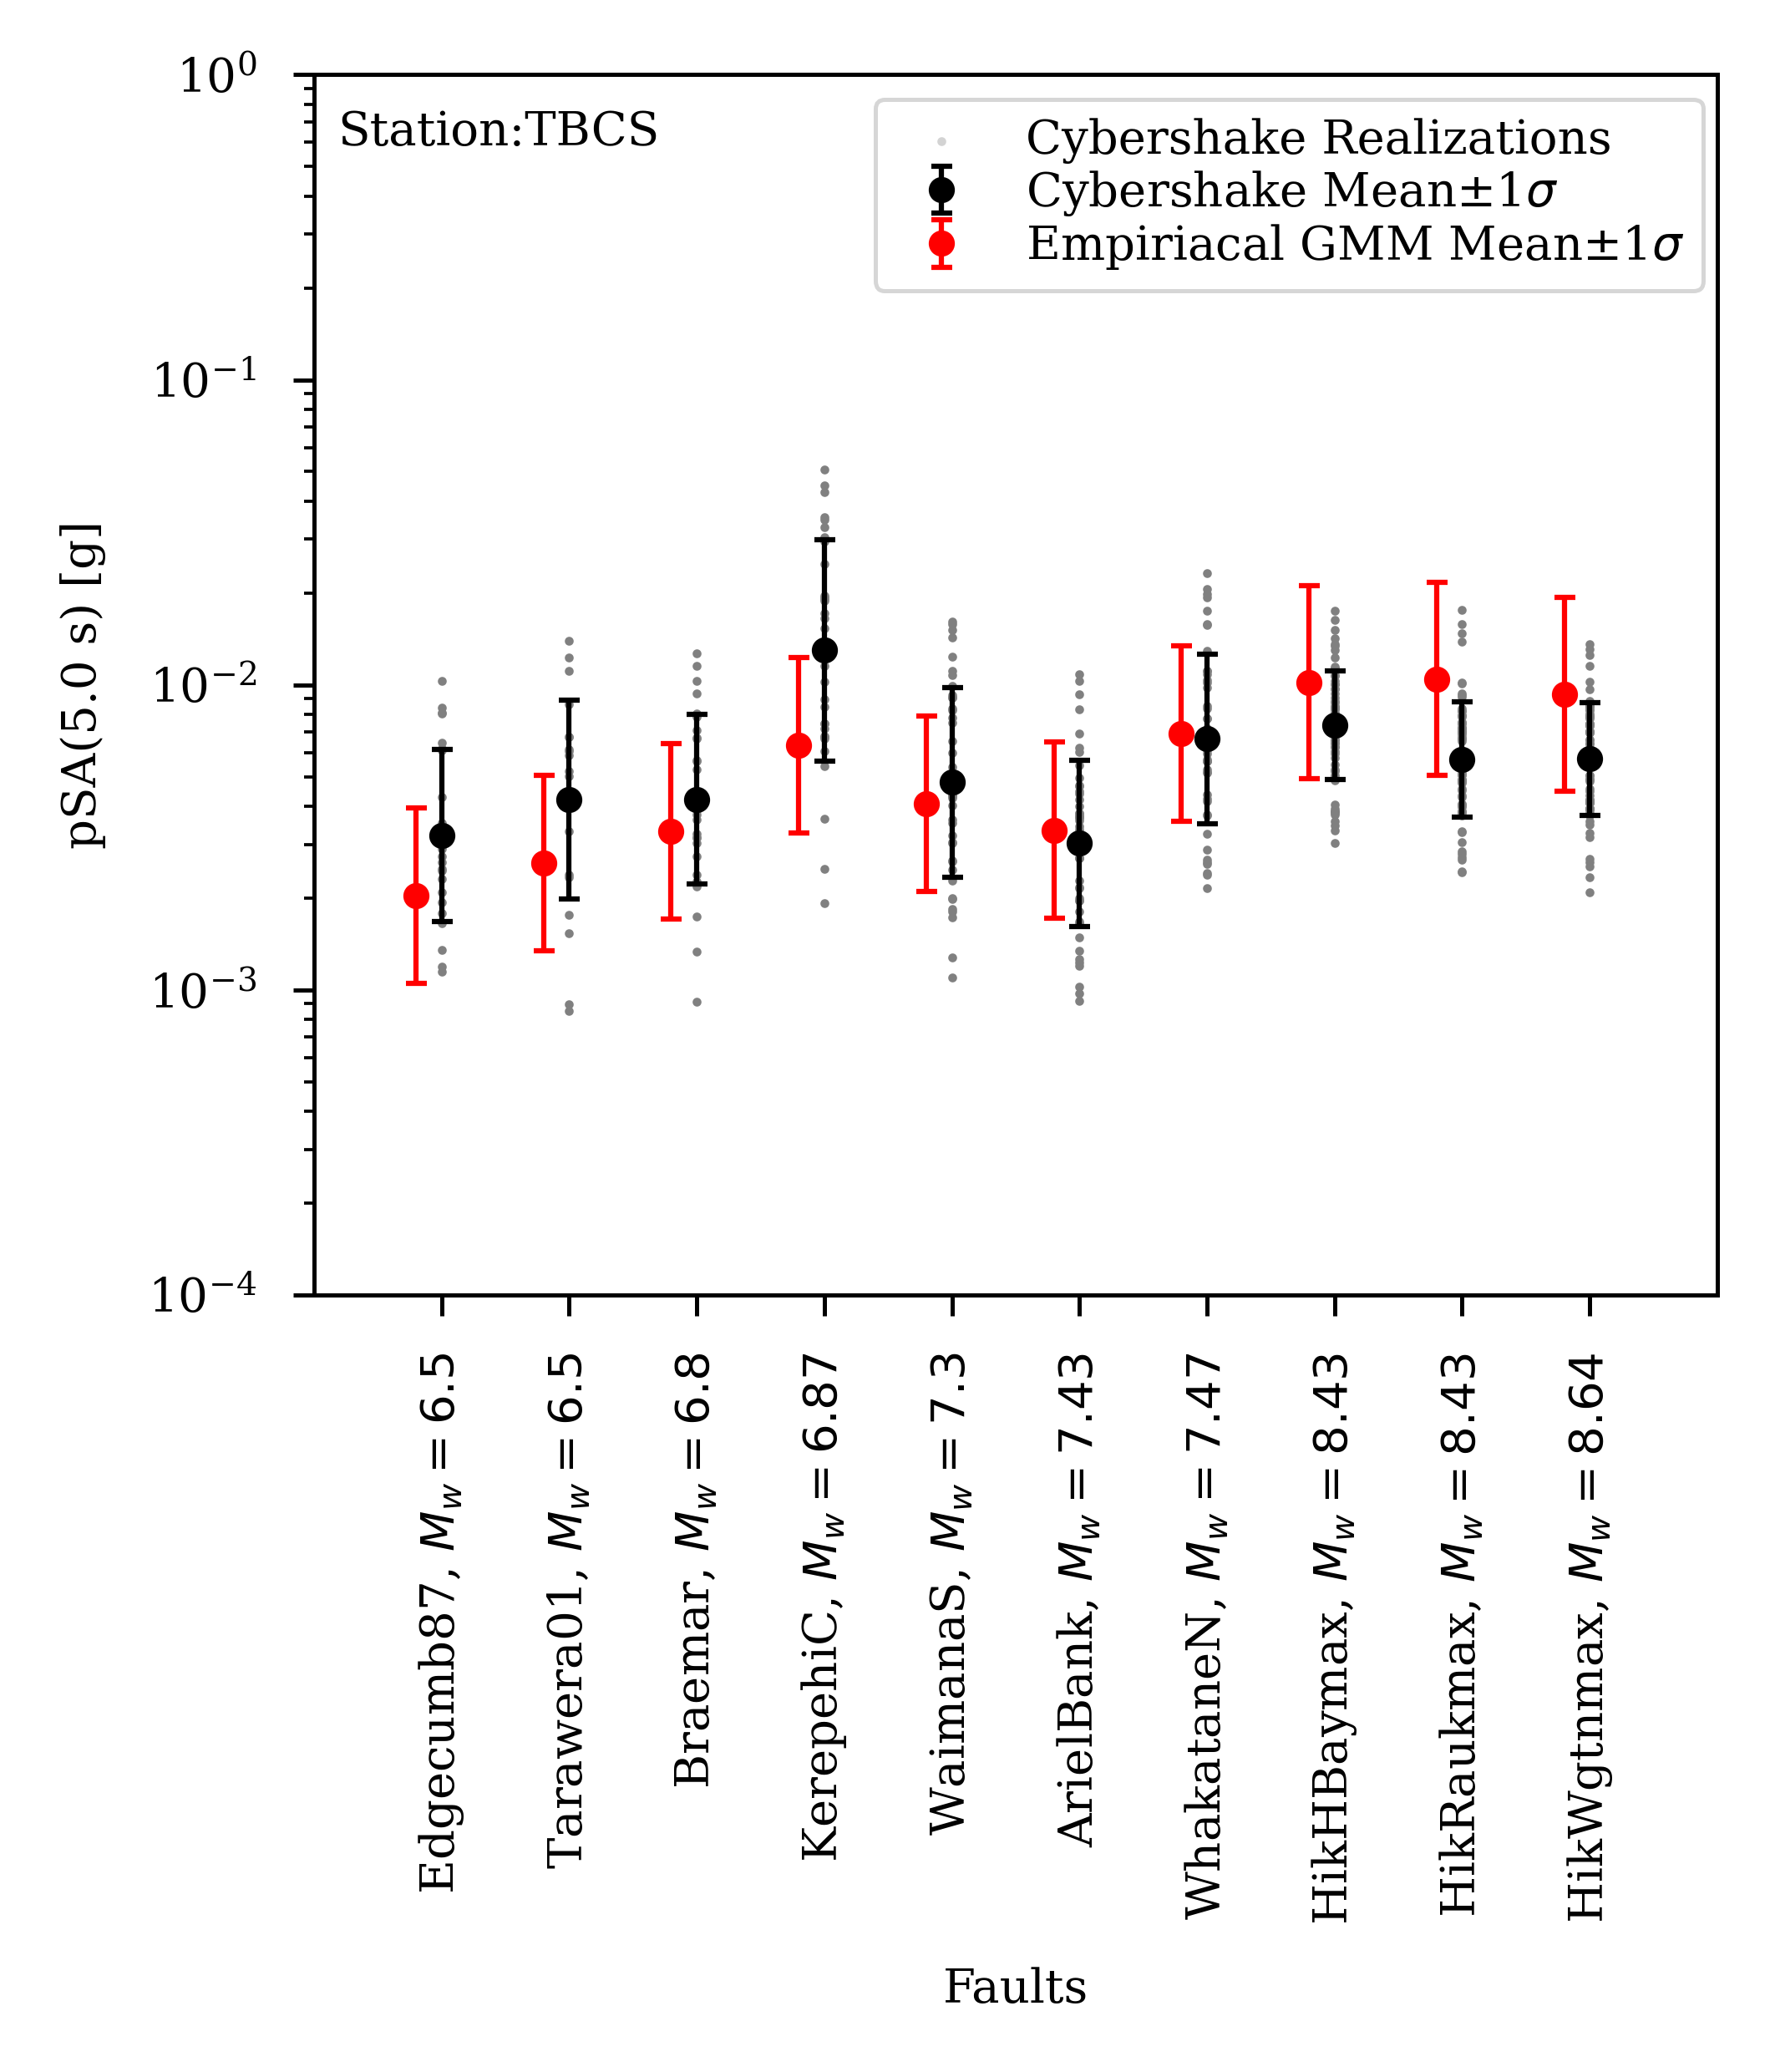 10⁰
Station:TBCS
Cybershake Realizations
Cybershake Mean±1σ
Empiriacal GMM Mean±1σ
10⁻¹
10⁻²
10⁻³
10⁻⁴
pSA(5.0 s) [g]
Edgecumb87, M_w = 6.5
Tarawera01, M_w = 6.5
Braemar, M_w = 6.8
KerepehiC, M_w = 6.87
WaimanaS, M_w = 7.3
ArielBank, M_w = 7.43
WhakataneN, M_w = 7.47
HikHBaymax, M_w = 8.43
HikRaukmax, M_w = 8.43
HikWgtnmax, M_w = 8.64
Faults